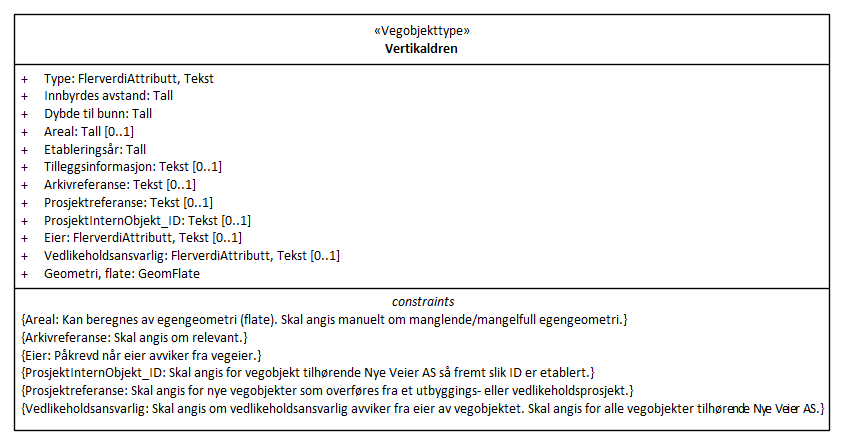 «Vegobjekttype»
Vertikaldren
+ Type: FlerverdiAttributt, Tekst
+ Innbyrdes avstand: Tall
+ Dybde til bunn: Tall
+ Areal: Tall [0..1]
+ Etableringsår: Tall
+ Tilleggsinformasjon: Tekst [0..1]
+ Arkivreferanse: Tekst [0..1]
+ Prosjektreferanse: Tekst [0..1]
+ ProsjektInternObjekt_ID: Tekst [0..1]
+ Eier: FlerverdiAttributt, Tekst [0..1]
+ Vedlikeholdsansvarlig: FlerverdiAttributt, Tekst [0..1]
+ Geometri, flate: GeomFlate
constraints
{Areal: Kan beregnes av egengeometri (flate). Skal angis manuelt om manglende/mangelfull egengeometri.}
{Arkivreferanse: Skal angis om relevant.}
{Eier: Påkrevd når eier avviker fra vegeier.}
{ProsjektInternObjekt_ID: Skal angis for vegobjekt tilhørende Nye Veier AS så fremt slik ID er etablert.}
{Prosjektreferanse: Skal angis for nye vegobjekter som overføres fra et utbyggings- eller vedlikeholdsprosjekt.}
{Vedlikeholdsansvarlig: Skal angis om vedlikeholdsansvarlig avviker fra eier av vegobjektet. Skal angis for alle vegobjekter tilhørende Nye Veier AS.}